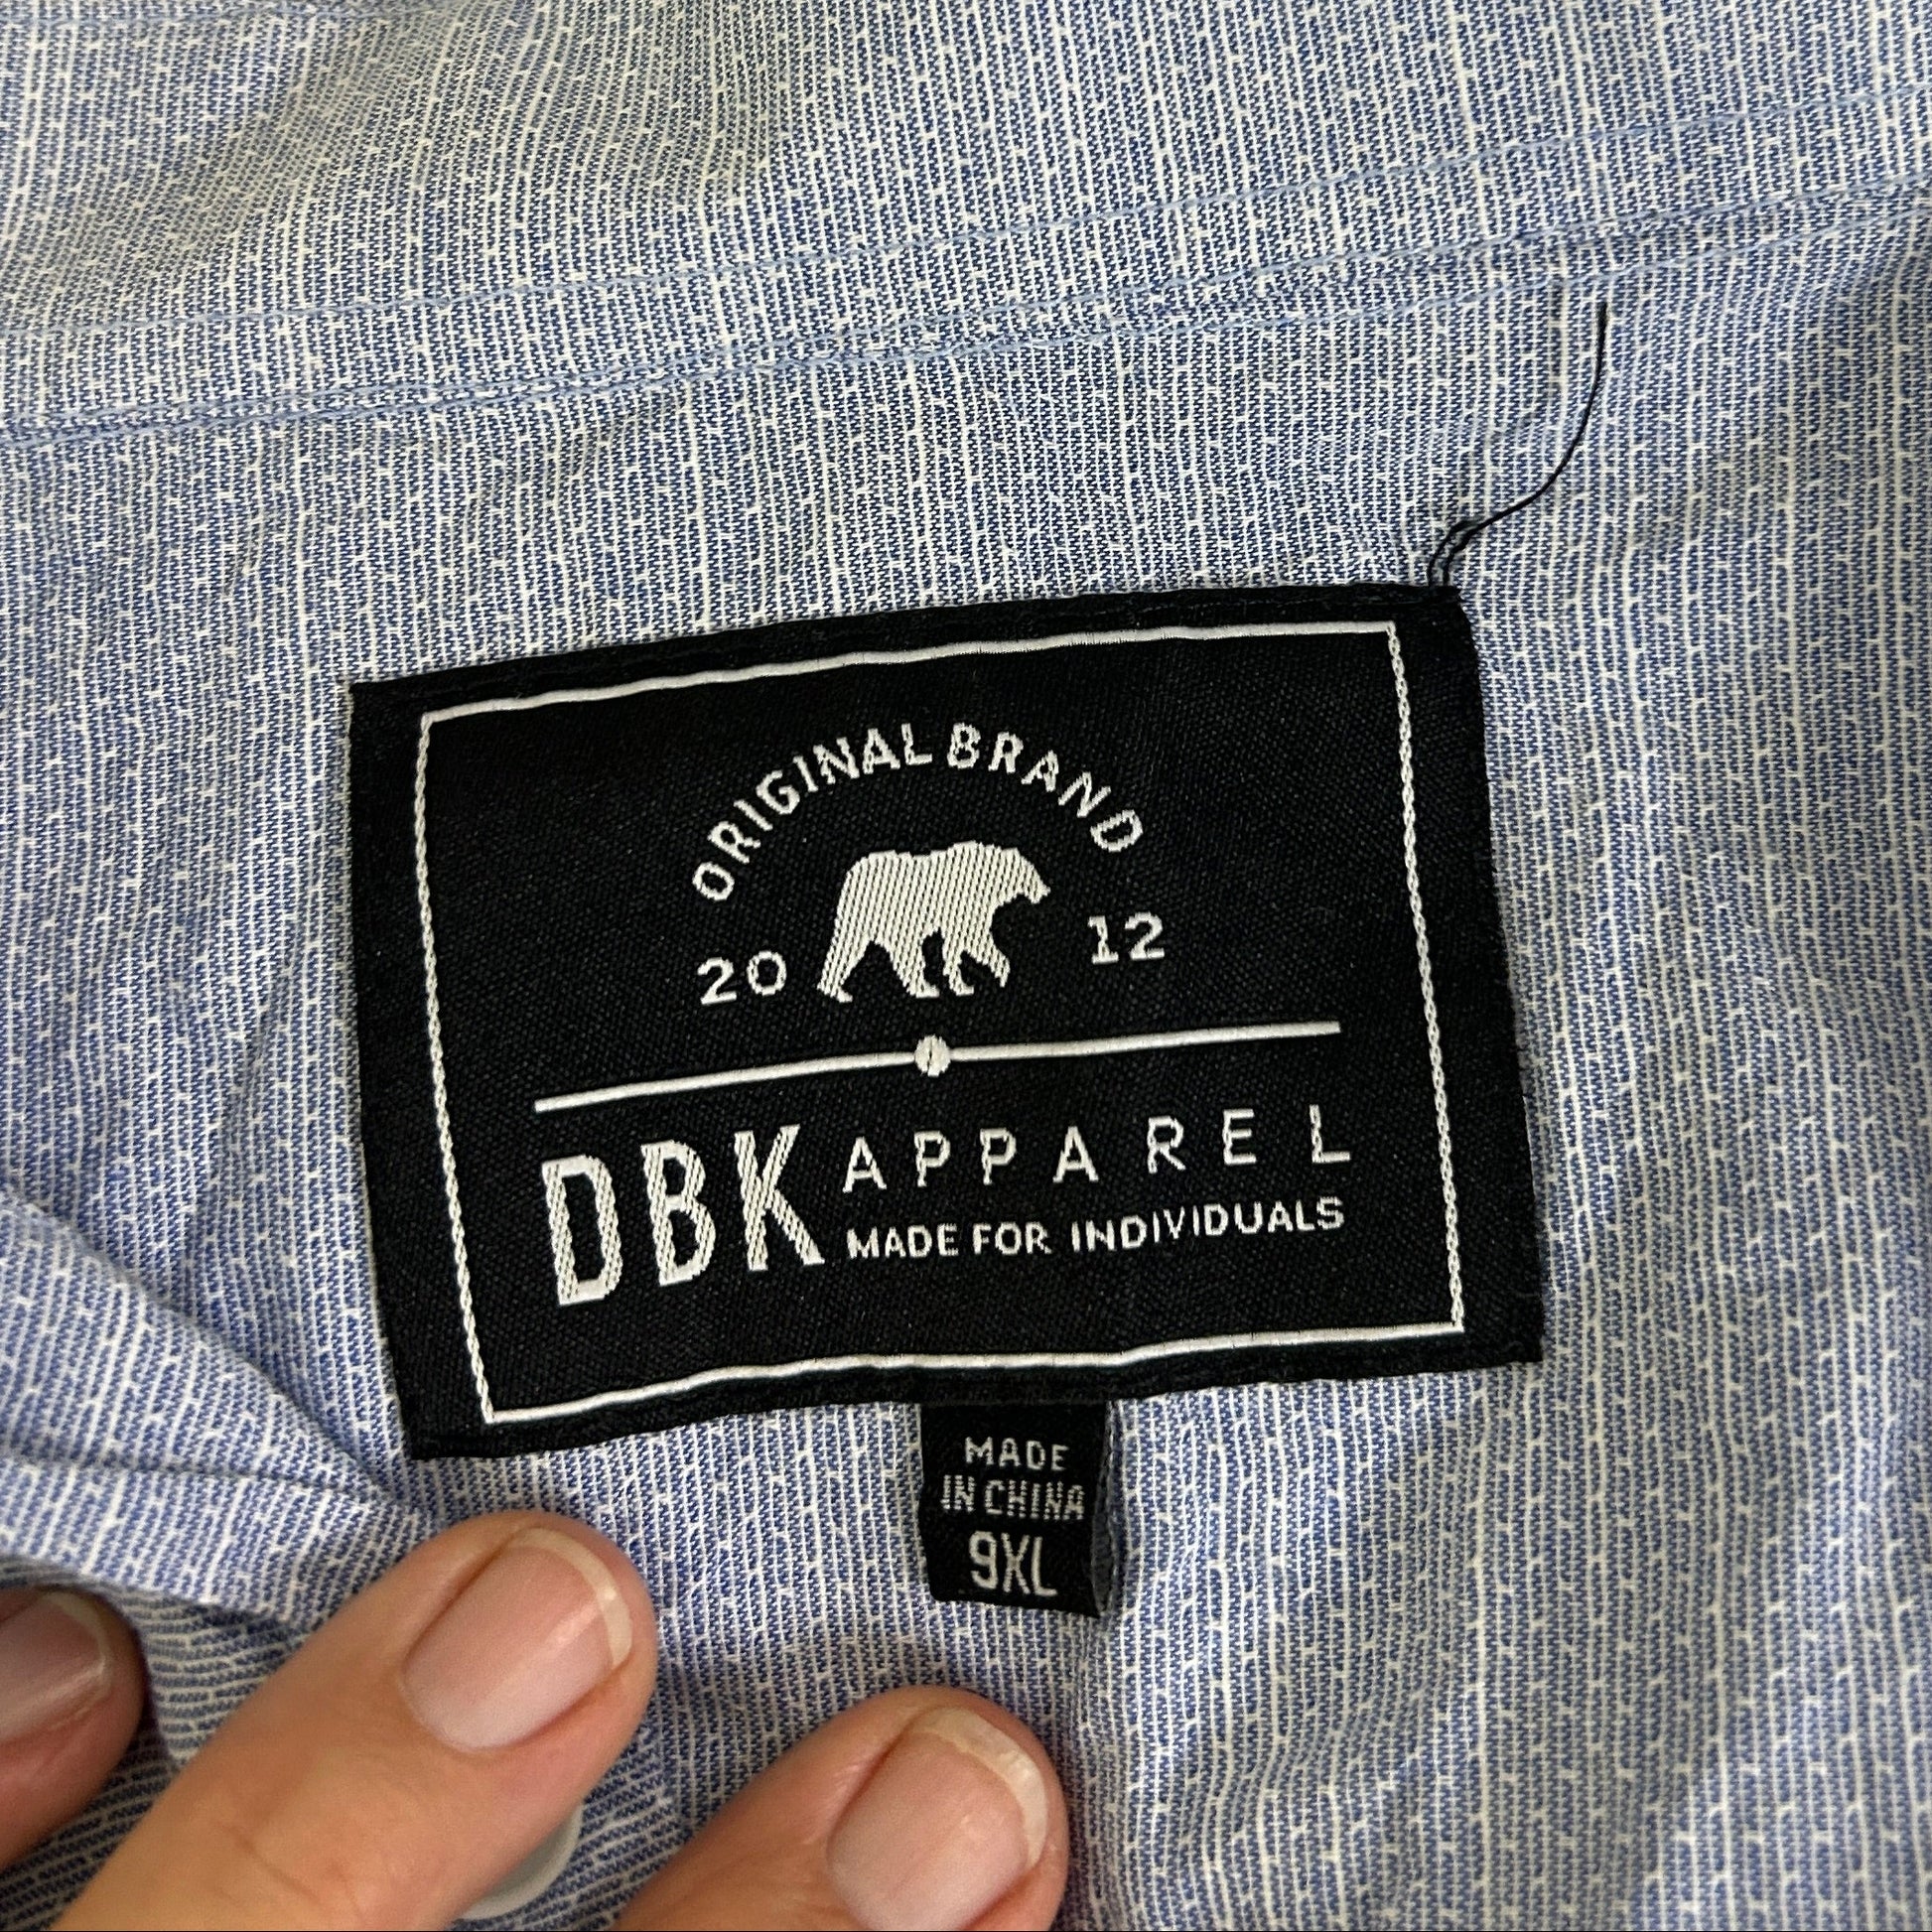 ORIGINAL BRAND
20 12
DBK APPAREL
MADE FOR INDIVIDUALS
MADE
IN CHINA
9XL